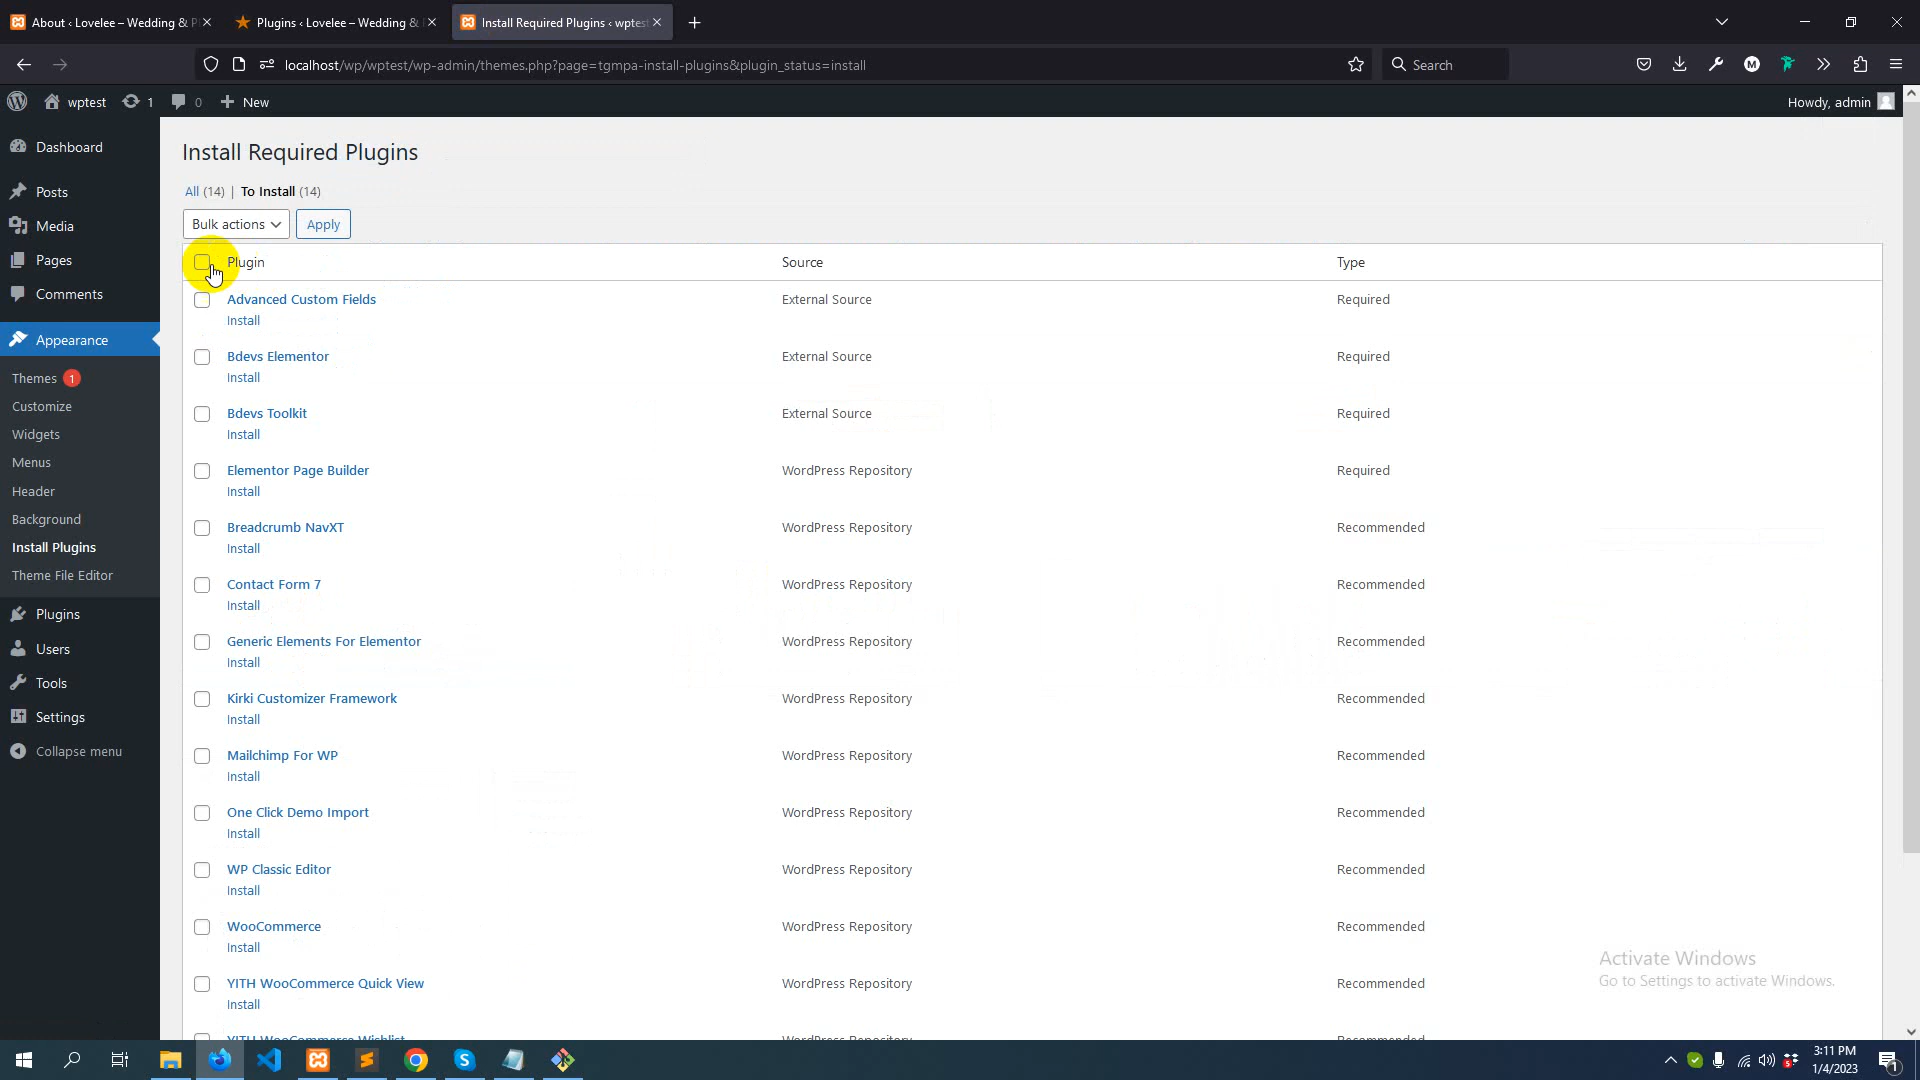 About ‹ Lovelee – Wedding & P
Plugins ‹ Lovelee – Wedding &
Install Required Plugins ‹ wptest
localhost/wp/wptest/wp-admin/themes.php?page=tgmpa-install-plugins&plugin_status=install
Search
wptest
1
0
New
Howdy, admin
Dashboard
Posts
Media
Pages
Comments
Appearance
Themes 1
Customize
Widgets
Menus
Header
Background
Install Plugins
Theme File Editor
Plugins
Users
Tools
Settings
Collapse menu
Install Required Plugins
All (14) | To Install (14)
Bulk actions
Apply
Plugin Source Type
Advanced Custom Fields External Source Required
Install
Bdevs Elementor External Source Required
Install
Bdevs Toolkit External Source Required
Install
Elementor Page Builder WordPress Repository Required
Install
Breadcrumb NavXT WordPress Repository Recommended
Install
Contact Form 7 WordPress Repository Recommended
Install
Generic Elements For Elementor WordPress Repository Recommended
Install
Kirki Customizer Framework WordPress Repository Recommended
Install
Mailchimp For WP WordPress Repository Recommended
Install
One Click Demo Import WordPress Repository Recommended
Install
WP Classic Editor WordPress Repository Recommended
Install
WooCommerce WordPress Repository Recommended
Install
YITH WooCommerce Quick View WordPress Repository Recommended
Install
YITH WooCommerce Wishlist WordPress Repository Recommended
Activate Windows
Go to Settings to activate Windows.
3:11 PM
1/4/2023
1